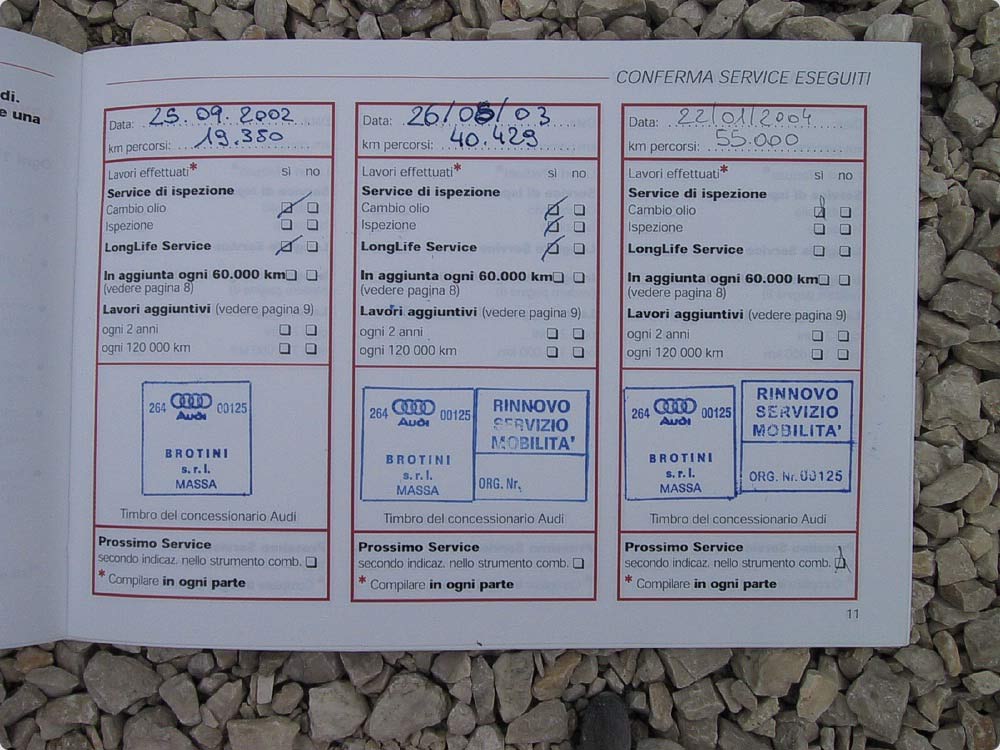 di.
e una
CONFERMA SERVICE ESEGUITI
Data: 25.09.2002
km percorsi: 19.350
Lavori effettuati* sì no
Service di ispezione
Cambio olio
Ispezione
LongLife Service
In aggiunta ogni 60.000 km
(vedere pagina 8)
Lavori aggiuntivi (vedere pagina 9)
ogni 2 anni
ogni 120 000 km
264 Audi 00125
BROTINI
s.r.l.
MASSA
Timbro del concessionario Audi
Prossimo Service
secondo indicaz. nello strumento comb.
* Compilare in ogni parte
Data: 26/05/03
km percorsi: 40.429
Lavori effettuati* sì no
Service di ispezione
Cambio olio
Ispezione
LongLife Service
In aggiunta ogni 60.000 km
(vedere pagina 8)
Lavori aggiuntivi (vedere pagina 9)
ogni 2 anni
ogni 120 000 km
264 Audi 00125
BROTINI
s.r.l.
MASSA
RINNOVO
SERVIZIO
MOBILITA'
ORG. Nr.
Timbro del concessionario Audi
Prossimo Service
secondo indicaz. nello strumento comb.
* Compilare in ogni parte
Data: 22/01/2004
km percorsi: 55.000
Lavori effettuati* sì no
Service di ispezione
Cambio olio
Ispezione
LongLife Service
In aggiunta ogni 60.000 km
(vedere pagina 8)
Lavori aggiuntivi (vedere pagina 9)
ogni 2 anni
ogni 120 000 km
264 Audi 00125
BROTINI
s.r.l.
MASSA
RINNOVO
SERVIZIO
MOBILITA'
ORG. Nr. 00125
Timbro del concessionario Audi
Prossimo Service
secondo indicaz. nello strumento comb.
* Compilare in ogni parte
11